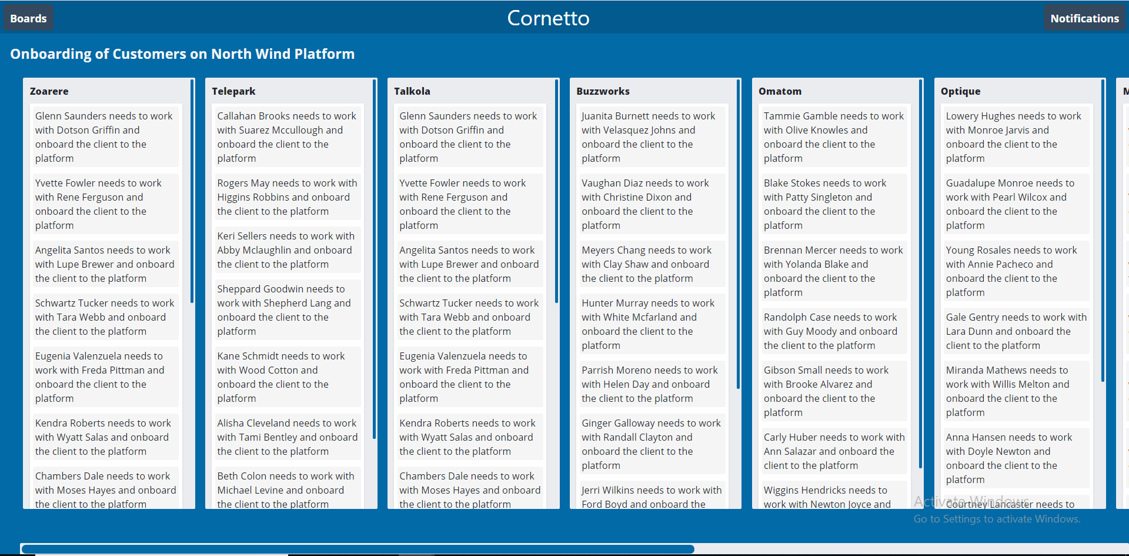 Boards
Cornetto
Notifications
Onboarding of Customers on North Wind Platform
Zoarere
Glenn Saunders needs to work
with Dotson Griffin and
onboard the client to the
platform
Yvette Fowler needs to work
with Rene Ferguson and
onboard the client to the
platform
Angelita Santos needs to work
with Lupe Brewer and onboard
the client to the platform
Schwartz Tucker needs to work
with Tara Webb and onboard
the client to the platform
Eugenia Valenzuela needs to
work with Freda Pittman and
onboard the client to the
platform
Kendra Roberts needs to work
with Wyatt Salas and onboard
the client to the platform
Chambers Dale needs to work
with Moses Hayes and onboard
the client to the platform
Telepark
Callahan Brooks needs to work
with Suarez Mccullough and
onboard the client to the
platform
Rogers May needs to work with
Higgins Robbins and onboard
the client to the platform
Keri Sellers needs to work with
Abby Mclaughlin and onboard
the client to the platform
Sheppard Goodwin needs to
work with Shepherd Lang and
onboard the client to the
platform
Kane Schmidt needs to work
with Wood Cotton and
onboard the client to the
platform
Alisha Cleveland needs to work
with Tami Bentley and onboard
the client to the platform
Beth Colon needs to work with
Michael Levine and onboard
the client to the platform
Talkola
Glenn Saunders needs to work
with Dotson Griffin and
onboard the client to the
platform
Yvette Fowler needs to work
with Rene Ferguson and
onboard the client to the
platform
Angelita Santos needs to work
with Lupe Brewer and onboard
the client to the platform
Schwartz Tucker needs to work
with Tara Webb and onboard
the client to the platform
Eugenia Valenzuela needs to
work with Freda Pittman and
onboard the client to the
platform
Kendra Roberts needs to work
with Wyatt Salas and onboard
the client to the platform
Chambers Dale needs to work
with Moses Hayes and onboard
the client to the platform
Buzzworks
Juanita Burnett needs to work
with Velasquez Johns and
onboard the client to the
platform
Vaughan Diaz needs to work
with Christine Dixon and
onboard the client to the
platform
Meyers Chang needs to work
with Clay Shaw and onboard
the client to the platform
Hunter Murray needs to work
with White Mcfarland and
onboard the client to the
platform
Parrish Moreno needs to work
with Helen Day and onboard
the client to the platform
Ginger Galloway needs to work
with Randall Clayton and
onboard the client to the
platform
Jerri Wilkins needs to work with
Ford Boyd and onboard the
Omatom
Tammie Gamble needs to work
with Olive Knowles and
onboard the client to the
platform
Blake Stokes needs to work
with Patty Singleton and
onboard the client to the
platform
Brennan Mercer needs to work
with Yolanda Blake and
onboard the client to the
platform
Randolph Case needs to work
with Guy Moody and onboard
the client to the platform
Gibson Small needs to work
with Brooke Alvarez and
onboard the client to the
platform
Carly Huber needs to work with
Ann Salazar and onboard the
client to the platform
Wiggins Hendricks needs to
work with Newton Joyce and
Optique
Lowery Hughes needs to work
with Monroe Jarvis and
onboard the client to the
platform
Guadalupe Monroe needs to
work with Pearl Wilcox and
onboard the client to the
platform
Young Rosales needs to work
with Annie Pacheco and
onboard the client to the
platform
Gale Gentry needs to work with
Lara Dunn and onboard the
client to the platform
Miranda Mathews needs to
work with Willis Melton and
onboard the client to the
platform
Anna Hansen needs to work
with Doyle Newton and
onboard the client to the
platform
Courtney Lancaster needs to
Activate Windows
Go to Settings to activate Windows.